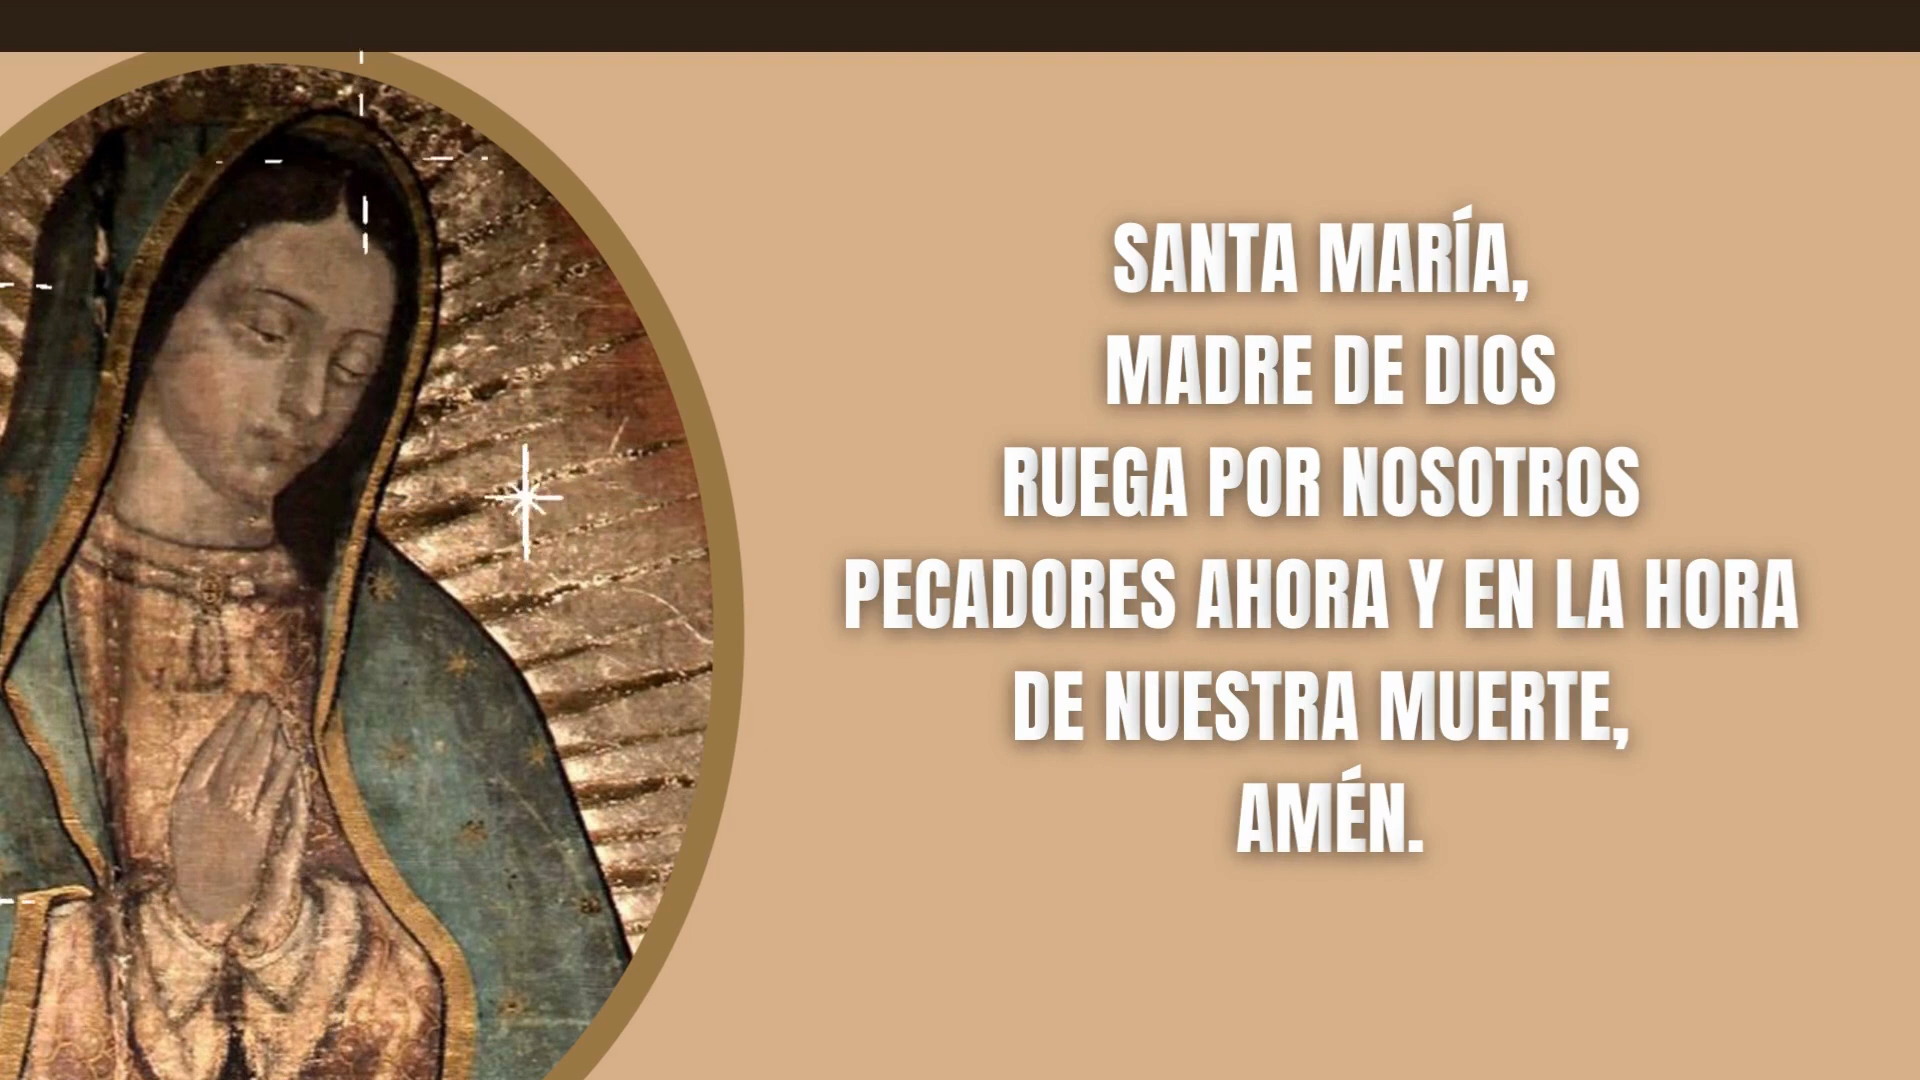 SANTA MARÍA,
MADRE DE DIOS
RUEGA POR NOSOTROS
PECADORES AHORA Y EN LA HORA
DE NUESTRA MUERTE,
AMÉN.